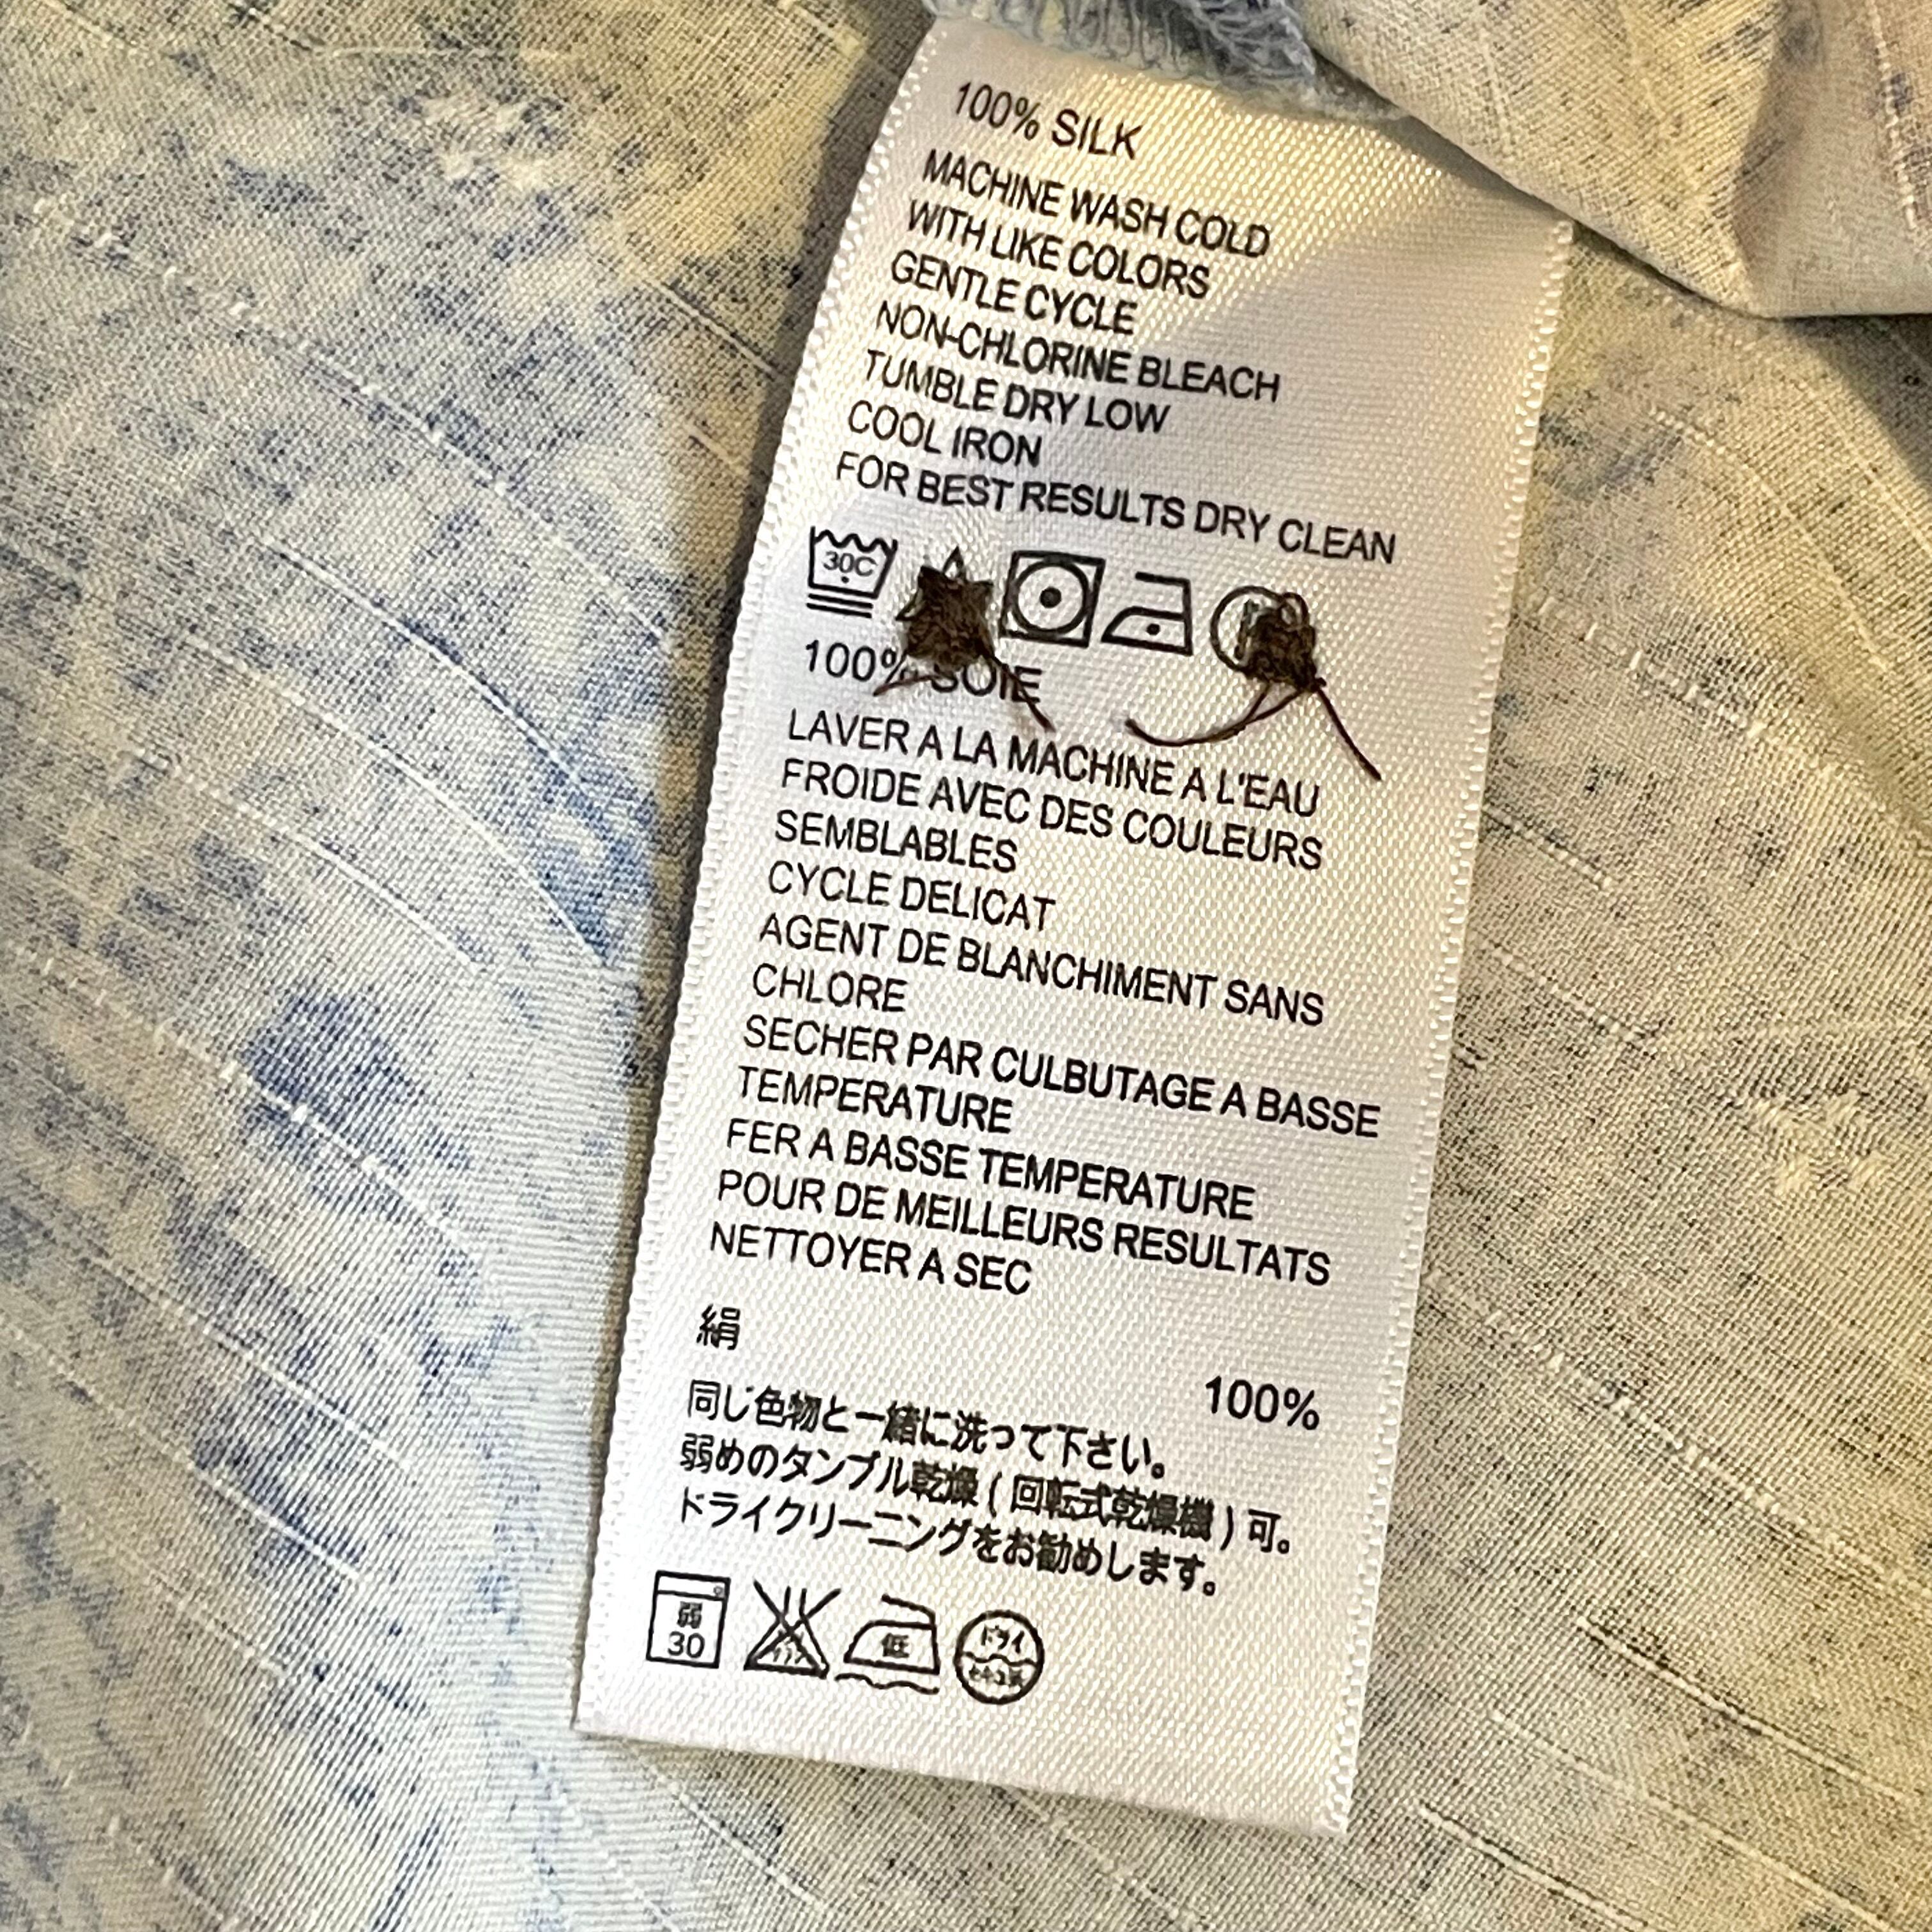 100% SILK
MACHINE WASH COLD
WITH LIKE COLORS
GENTLE CYCLE
NON-CHLORINE BLEACH
TUMBLE DRY LOW
COOL IRON
FOR BEST RESULTS DRY CLEAN
30C
100% SOIE
LAVER A LA MACHINE A L'EAU
FROIDE AVEC DES COULEURS
SEMBLABLES
CYCLE DELICAT
AGENT DE BLANCHIMENT SANS
CHLORE
SECHER PAR CULBUTAGE A BASSE
TEMPERATURE
FER A BASSE TEMPERATURE
POUR DE MEILLEURS RESULTATS
NETTOYER A SEC
絹
100%
同じ色物と一緒に洗って下さい。
弱めのタンブル乾燥(回転式乾燥機)可。
ドライクリーニングをお勧めします。
弱
30
低
ドライ